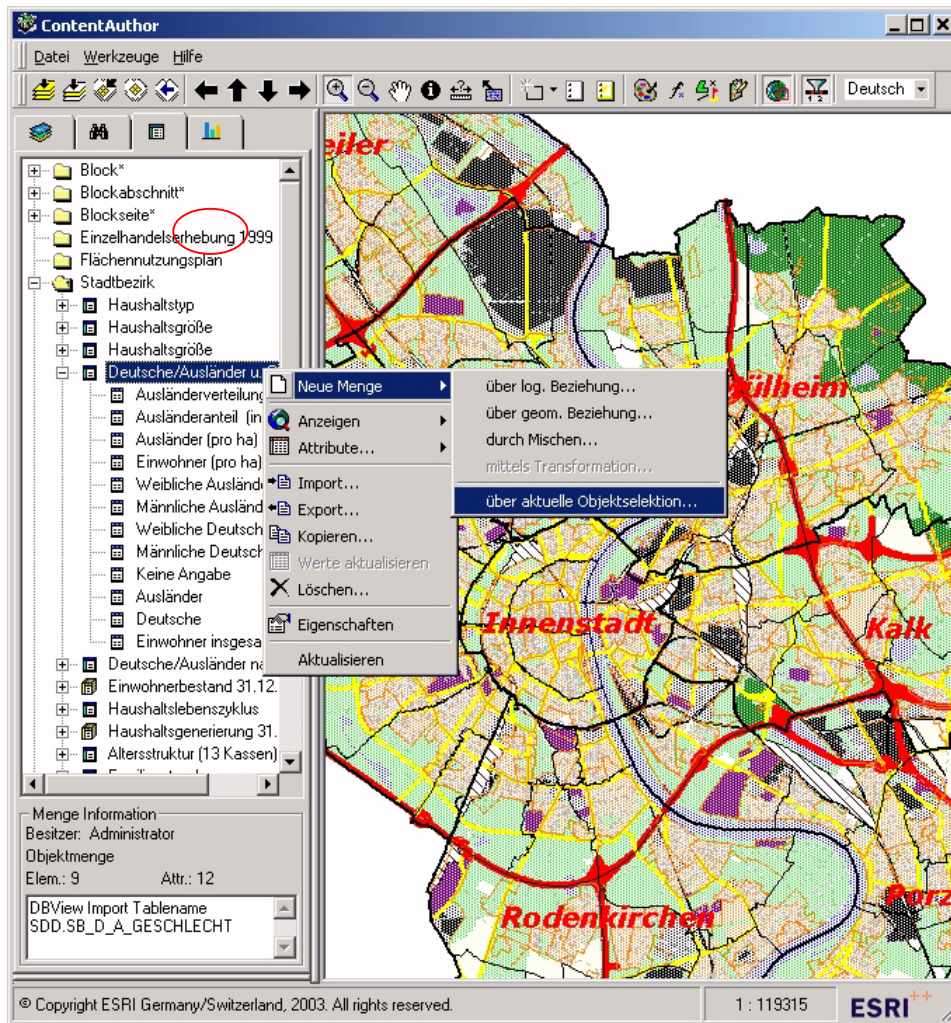 ContentAuthor
Datei Werkzeuge Hilfe
Deutsch
Block*
Blockabschnitt*
Blockseite*
Einzelhandelserhebung 1999
Flächennutzungsplan
Stadtbezirk
Haushaltstyp
Haushaltsgröße
Haushaltsgröße
Deutsche/Ausländer u.
Ausländerverteilung
Ausländeranteil (in
Ausländer (pro ha)
Einwohner (pro ha)
Weibliche Auslände
Männliche Ausländ
Weibliche Deutsch
Männliche Deutsch
Keine Angabe
Ausländer
Deutsche
Einwohner insgesa
Deutsche/Ausländer na
Einwohnerbestand 31.12.
Haushaltslebenszyklus
Haushaltsgenerierung 31.
Altersstruktur (13 Kassen)
Neue Menge
Anzeigen
Attribute...
Import...
Export...
Kopieren...
Werte aktualisieren
Löschen...
Eigenschaften
Aktualisieren
über log. Beziehung...
über geom. Beziehung...
durch Mischen...
mittels Transformation...
über aktuelle Objektselektion...
eiler
ülheim
Innenstadt
Kalk
Rodenkirchen
Porz
Menge Information
Besitzer: Administrator
Objektmenge
Elem.: 9 Attr.: 12
DBView Import Tablename
SDD.SB_D_A_GESCHLECHT
© Copyright ESRI Germany/Switzerland, 2003. All rights reserved.
1 : 119315
ESRI++